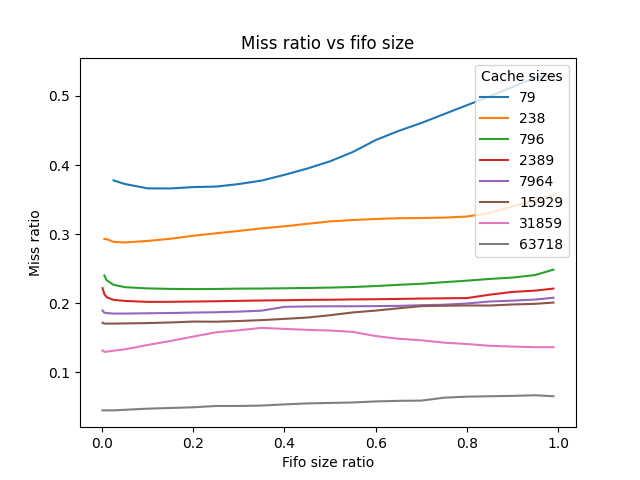 Miss ratio vs fifo size
Cache sizes
79
238
796
2389
7964
15929
31859
63718
Miss ratio
0.5
0.4
0.3
0.2
0.1
0.0 0.2 0.4 0.6 0.8 1.0
Fifo size ratio